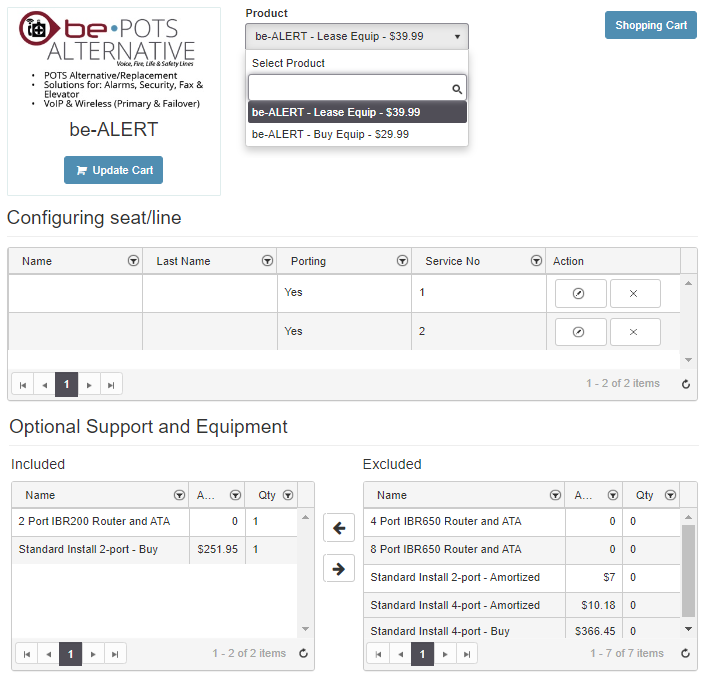 be•POTS
ALTERNATIVE
Voice, Fire, Life & Safety Lines
• POTS Alternative/Replacement
• Solutions for: Alarms, Security, Fax &
Elevator
• VoIP & Wireless (Primary & Failover)
be-ALERT
Update Cart
Product
be-ALERT - Lease Equip - $39.99
Select Product
be-ALERT - Lease Equip - $39.99
be-ALERT - Buy Equip - $29.99
Shopping Cart
Configuring seat/line
Name Last Name Porting Service No Action
Yes 1
Yes 2
1 1 - 2 of 2 items
Optional Support and Equipment
Included
Name A... Qty
2 Port IBR200 Router and ATA 0 1
Standard Install 2-port - Buy $251.95 1
1 1 - 2 of 2 items
Excluded
Name A... Qty
4 Port IBR650 Router and ATA 0 0
8 Port IBR650 Router and ATA 0 0
Standard Install 2-port - Amortized $7 0
Standard Install 4-port - Amortized $10.18 0
Standard Install 4-port - Buy $366.45 0
1 1 - 7 of 7 items